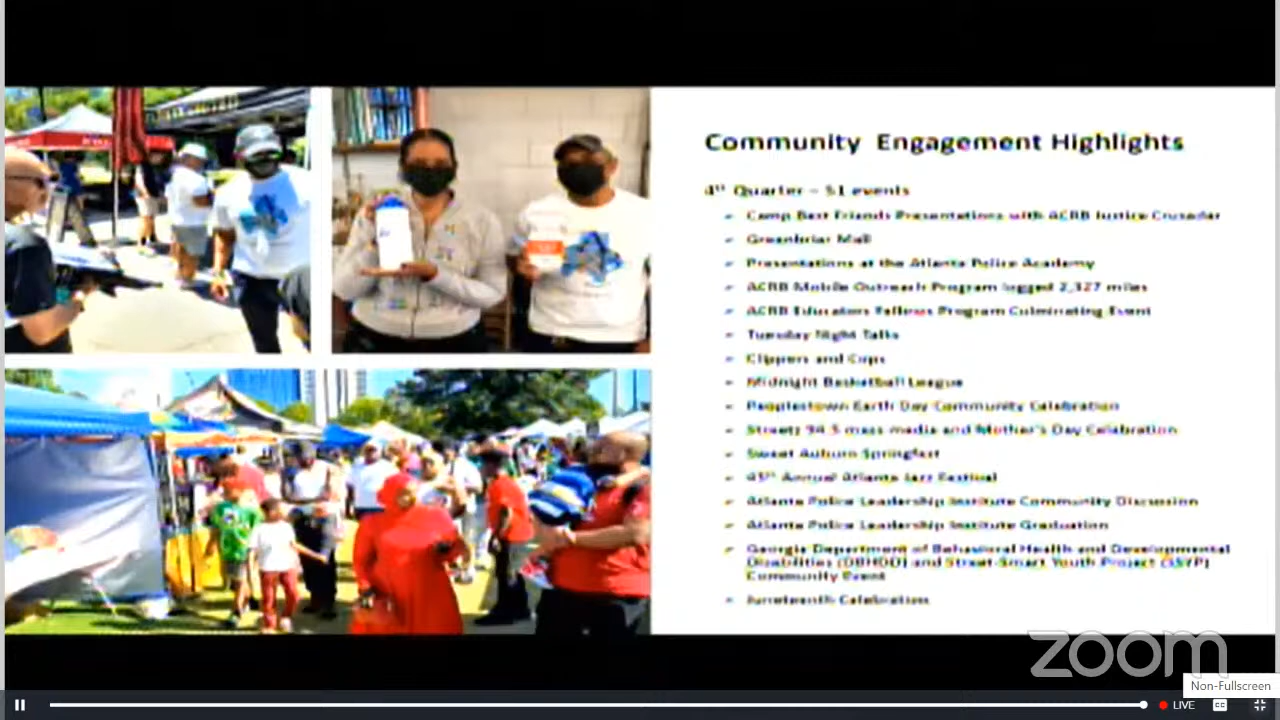 Community Engagement Highlights
4th Quarter – 51 events
Camp Best Friends Presentations with ACRB Justice Crusader
Greenbriar Mall
Presentations at the Atlanta Police Academy
ACRB Mobile Outreach Program logged 2,327 miles
ACRB Educators Fellows Program Culminating Event
Tuesday Night Talks
Clippers and Cops
Midnight Basketball League
Peoplestown Earth Day Community Celebration
Streetz 94.5 mass media and Mother's Day Celebration
Sweet Auburn Springfest
45th Annual Atlanta Jazz Festival
Atlanta Police Leadership Institute Community Discussion
Atlanta Police Leadership Institute Graduation
Georgia Department of Behavioral Health and Developmental
Disabilities (DBHDD) and Street-Smart Youth Project (SSYP)
Community Event
Juneteenth Celebration
zoom
Non-Fullscreen
LIVE
CC